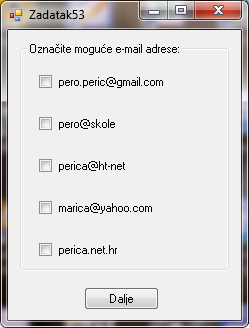 Zadatak53
Označite moguće e-mail adrese:
pero.peric@gmail.com
pero@skole
perica@ht-net
marica@yahoo.com
perica.net.hr
Dalje